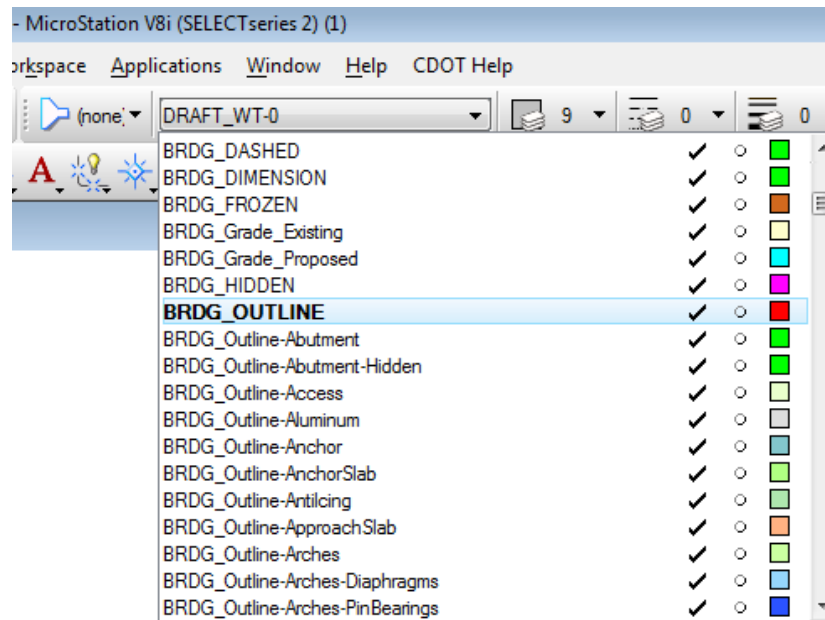 - MicroStation V8i (SELECTseries 2) (1)
orkspace Applications Window Help CDOT Help
(none) DRAFT_WT-0 9 0 0
A
BRDG_DASHED
BRDG_DIMENSION
BRDG_FROZEN
BRDG_Grade_Existing
BRDG_Grade_Proposed
BRDG_HIDDEN
BRDG_OUTLINE
BRDG_Outline-Abutment
BRDG_Outline-Abutment-Hidden
BRDG_Outline-Access
BRDG_Outline-Aluminum
BRDG_Outline-Anchor
BRDG_Outline-AnchorSlab
BRDG_Outline-AntiIcing
BRDG_Outline-ApproachSlab
BRDG_Outline-Arches
BRDG_Outline-Arches-Diaphragms
BRDG_Outline-Arches-PinBearings